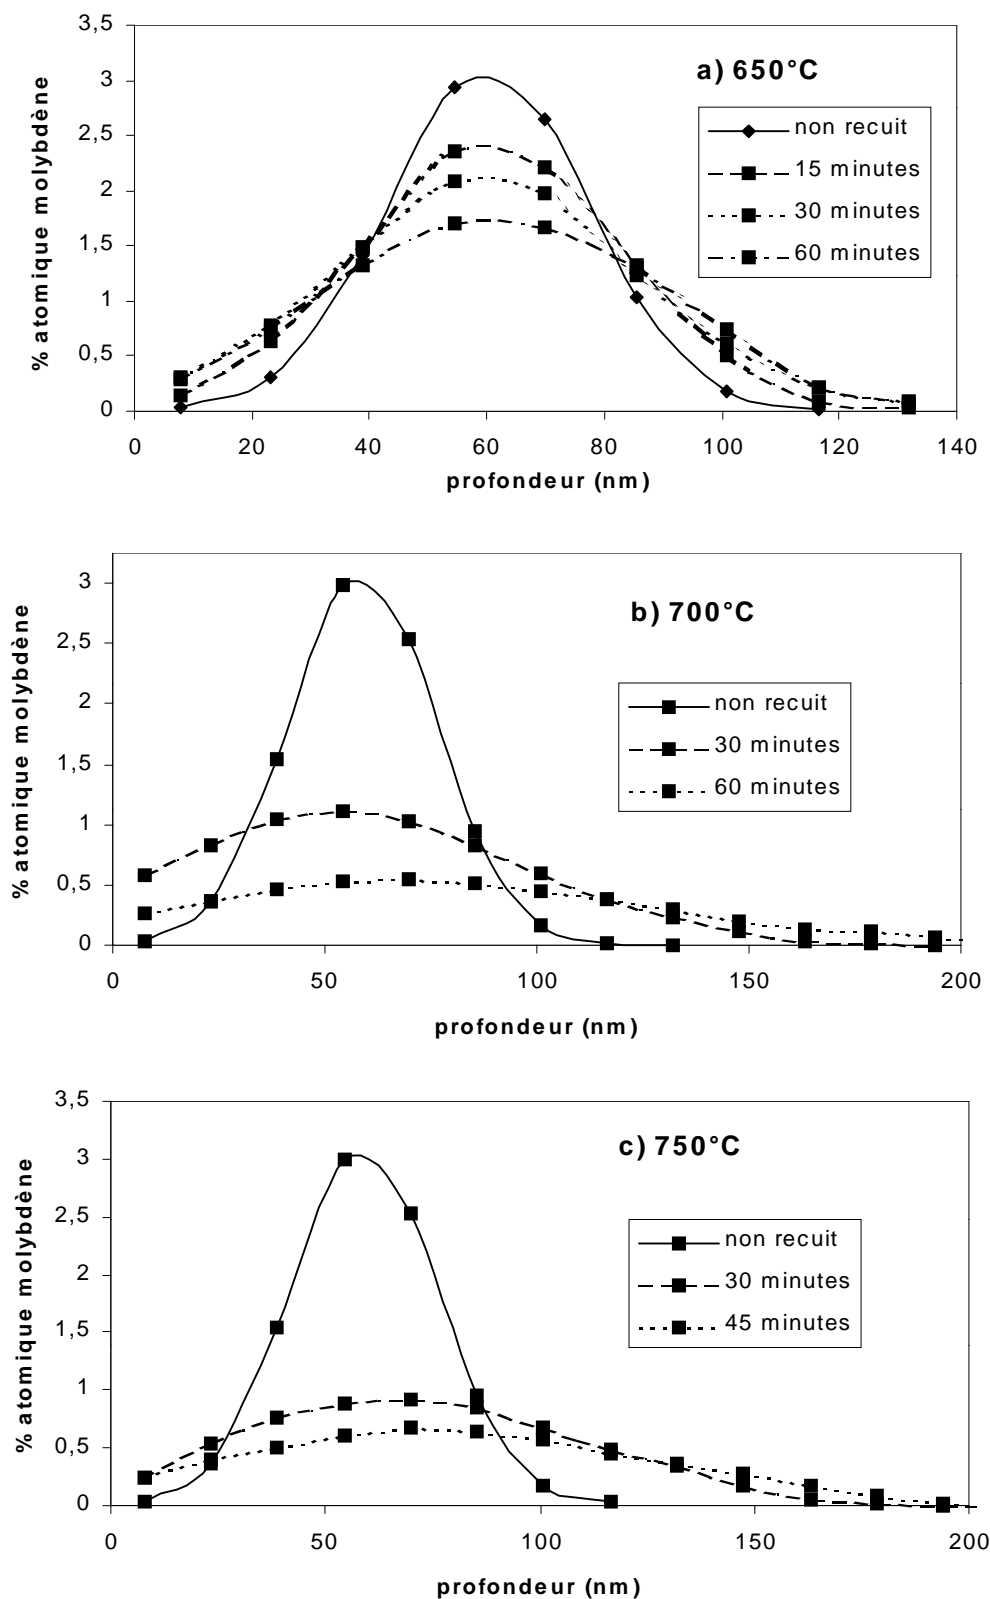 3,5
3
2,5
2
1,5
1
0,5
0
% atomique molybdène
a) 650°C
non recuit
15 minutes
30 minutes
60 minutes
0 20 40 60 80 100 120 140
profondeur (nm)
3
2,5
2
1,5
1
0,5
0
% atomique molybdène
b) 700°C
non recuit
30 minutes
60 minutes
0 50 100 150 200
profondeur (nm)
3,5
3
2,5
2
1,5
1
0,5
0
% atomique molybdène
c) 750°C
non recuit
30 minutes
45 minutes
0 50 100 150 200
profondeur (nm)